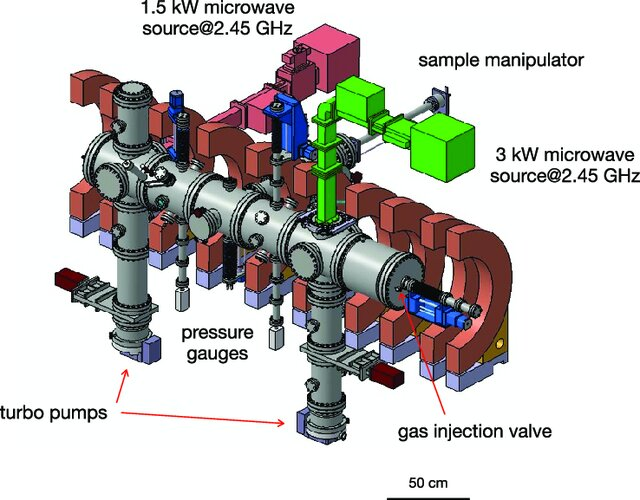 1.5 kW microwave
source@2.45 GHz
sample manipulator
3 kW microwave
source@2.45 GHz
pressure
gauges
turbo pumps
gas injection valve
50 cm